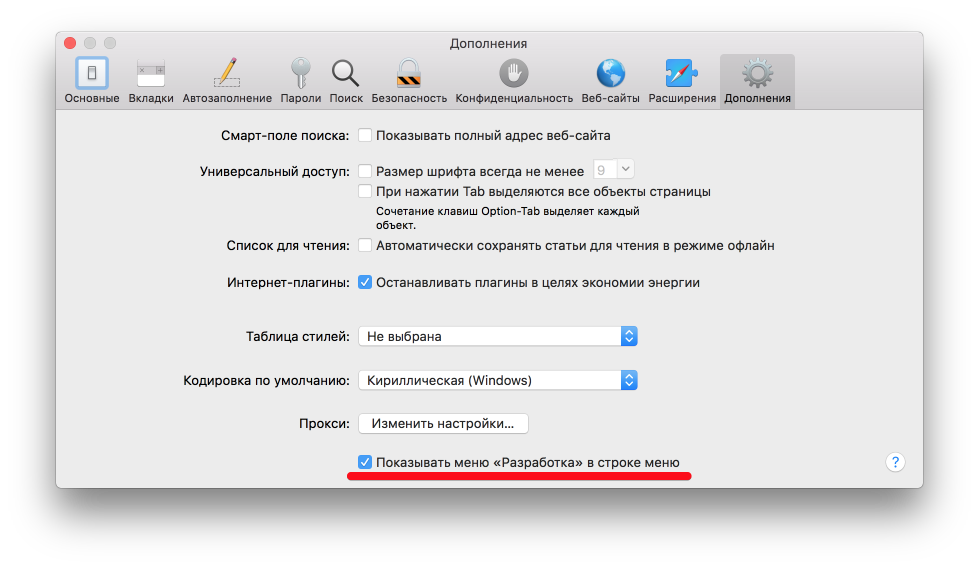 Дополнения
Основные Вкладки Автозаполнение Пароли Поиск Безопасность Конфиденциальность Веб-сайты Расширения Дополнения
Смарт-поле поиска: Показывать полный адрес веб-сайта
Универсальный доступ: Размер шрифта всегда не менее 9
При нажатии Tab выделяются все объекты страницы
Сочетание клавиш Option-Tab выделяет каждый
объект.
Список для чтения: Автоматически сохранять статьи для чтения в режиме офлайн
Интернет-плагины: Останавливать плагины в целях экономии энергии
Таблица стилей: Не выбрана
Кодировка по умолчанию: Кириллическая (Windows)
Прокси: Изменить настройки...
Показывать меню «Разработка» в строке меню ?